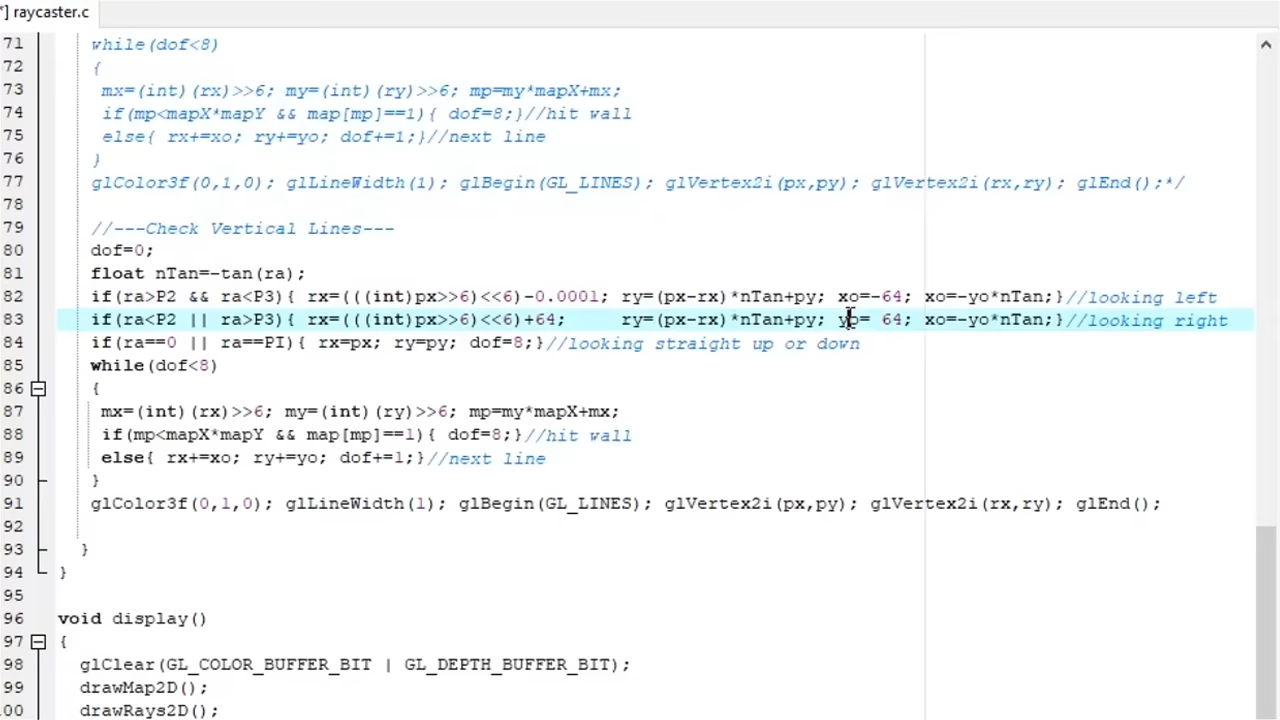 *] raycaster.c
71 while(dof<8)
72 {
73 mx=(int)(rx)>>6; my=(int)(ry)>>6; mp=my*mapX+mx;
74 if(mp<mapX*mapY && map[mp]==1){ dof=8;}//hit wall
75 else{ rx+=xo; ry+=yo; dof+=1;}//next line
76 }
77 glColor3f(0,1,0); glLineWidth(1); glBegin(GL_LINES); glVertex2i(px,py); glVertex2i(rx,ry); glEnd();*/
78
79 //---Check Vertical Lines---
80 dof=0;
81 float nTan=-tan(ra);
82 if(ra>P2 && ra<P3){ rx=(((int)px>>6)<<6)-0.0001; ry=(px-rx)*nTan+py; xo=-64; xo=-yo*nTan;}//looking left
83 if(ra<P2 || ra>P3){ rx=(((int)px>>6)<<6)+64; ry=(px-rx)*nTan+py; yo= 64; xo=-yo*nTan;}//looking right
84 if(ra==0 || ra==PI){ rx=px; ry=py; dof=8;}//looking straight up or down
85 while(dof<8)
86 {
87 mx=(int)(rx)>>6; my=(int)(ry)>>6; mp=my*mapX+mx;
88 if(mp<mapX*mapY && map[mp]==1){ dof=8;}//hit wall
89 else{ rx+=xo; ry+=yo; dof+=1;}//next line
90 }
91 glColor3f(0,1,0); glLineWidth(1); glBegin(GL_LINES); glVertex2i(px,py); glVertex2i(rx,ry); glEnd();
92
93 }
94 }
95
96 void display()
97 {
98 glClear(GL_COLOR_BUFFER_BIT | GL_DEPTH_BUFFER_BIT);
99 drawMap2D();
00 drawRays2D();